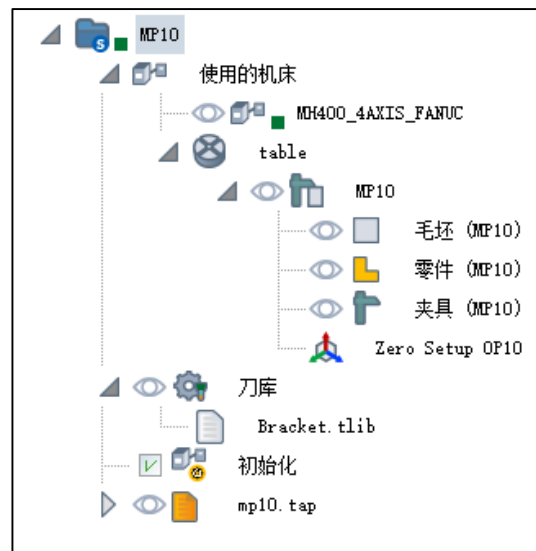 MP10
使用的机床
MH400_4AXIS_FANUC
table
MP10
毛坯 (MP10)
零件 (MP10)
夹具 (MP10)
Zero Setup OP10
刀库
Bracket.tlib
初始化
mp10.tap